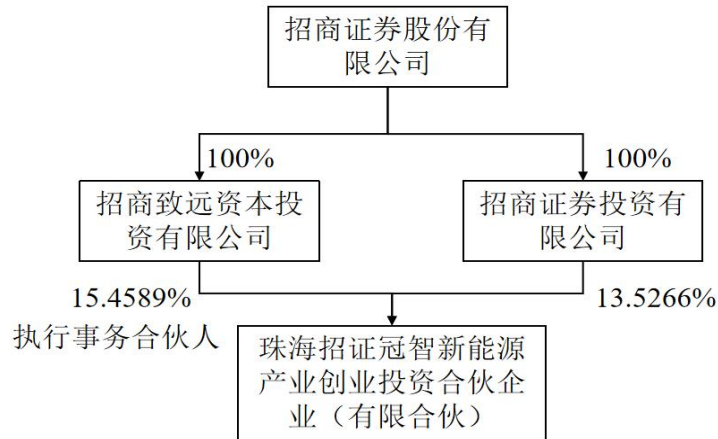 招商证券股份有
限公司
100%
100%
招商致远资本投
资有限公司
招商证券投资有
限公司
15.4589%
13.5266%
执行事务合伙人
珠海招证冠智新能源
产业创业投资合伙企
业（有限合伙）